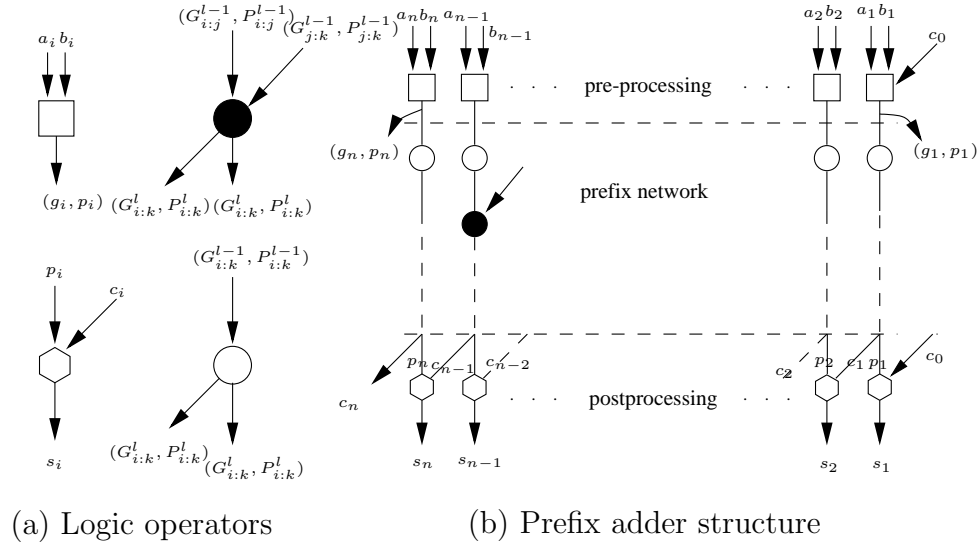 a_i b_i
(G^{l-1}_{i:j}, P^{l-1}_{i:j})
(G^{l-1}_{j:k}, P^{l-1}_{j:k})
(g_i, p_i)
(G^l_{i:k}, P^l_{i:k})
(G^l_{i:k}, P^l_{i:k})
p_i
c_i
(G^{l-1}_{i:k}, P^{l-1}_{i:k})
s_i
(G^l_{i:k}, P^l_{i:k})
(G^l_{i:k}, P^l_{i:k})
(a) Logic operators
a_n b_n
a_{n-1}
b_{n-1}
a_2 b_2
a_1 b_1
c_0
. . . pre-processing . . .
(g_n, p_n)
(g_1, p_1)
prefix network
p_n
c_{n-1}
c_{n-2}
c_2
p_2
c_1
p_1
c_0
c_n
. . . postprocessing . . .
s_n
s_{n-1}
s_2
s_1
(b) Prefix adder structure